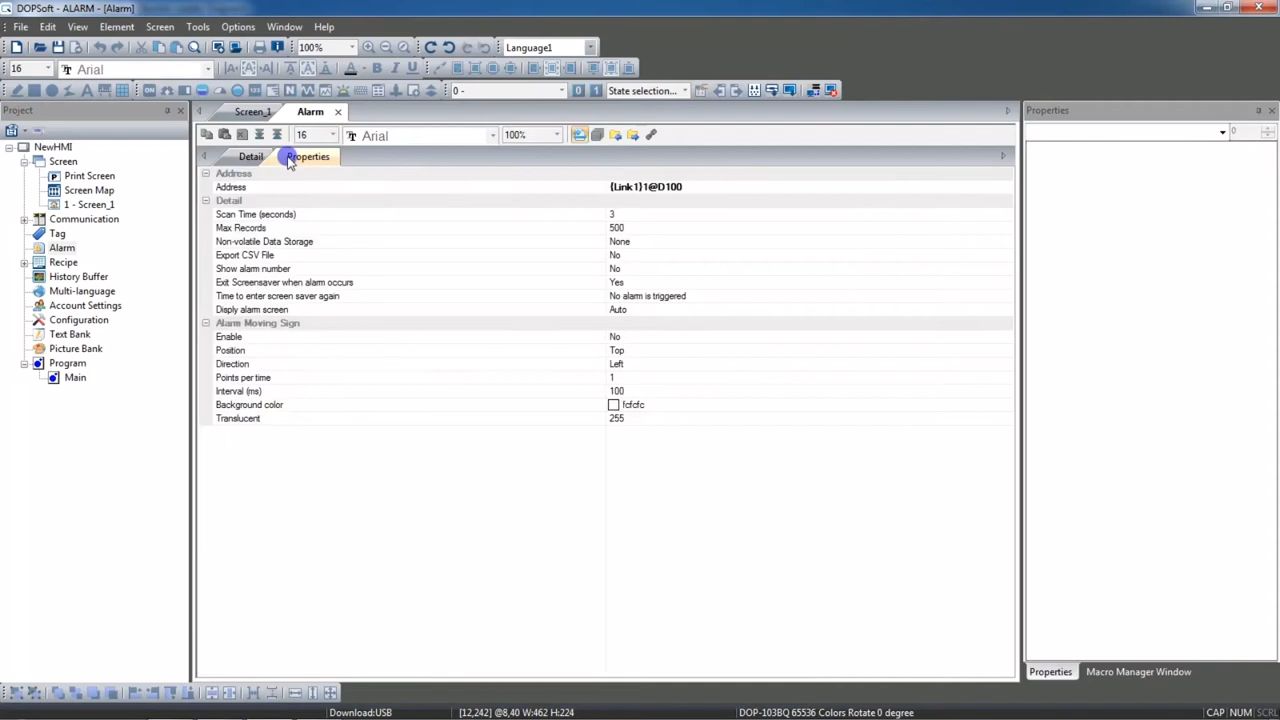 DOPSoft - ALARM - [Alarm]
File Edit View Element Screen Tools Options Window Help
100% Language1
16 Arial
0 - 0 1 State selection...
Project
NewHMI
Screen
Print Screen
Screen Map
1 - Screen_1
Communication
Tag
Alarm
Recipe
History Buffer
Multi-language
Account Settings
Configuration
Text Bank
Picture Bank
Program
Main
Screen_1 Alarm
16 Arial 100%
Detail Properties
Address
Address {Link1}1@D100
Detail
Scan Time (seconds) 3
Max Records 500
Non-volatile Data Storage None
Export CSV File No
Show alarm number No
Exit Screensaver when alarm occurs Yes
Time to enter screen saver again No alarm is triggered
Disply alarm screen Auto
Alarm Moving Sign
Enable No
Position Top
Direction Left
Points per time 1
Interval (ms) 100
Background color fcfcfc
Translucent 255
Properties
0
Properties Macro Manager Window
Download:USB [12,242] @8,40 W:462 H:224 DOP-103BQ 65536 Colors Rotate 0 degree CAP NUM SCRL